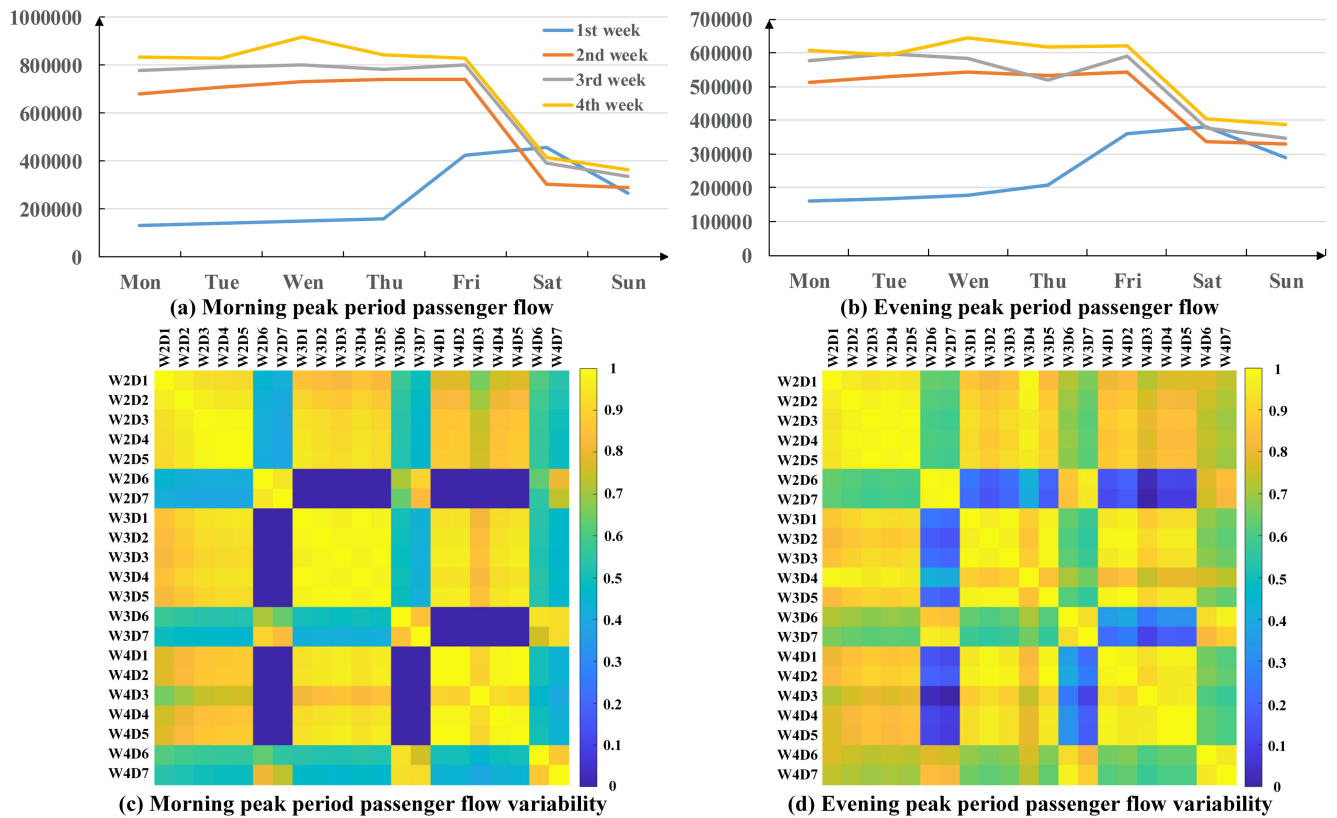 1000000
800000
600000
400000
200000
0
1st week
2nd week
3rd week
4th week
Mon Tue Wen Thu Fri Sat Sun
(a) Morning peak period passenger flow
700000
600000
500000
400000
300000
200000
100000
0
Mon Tue Wen Thu Fri Sat Sun
(b) Evening peak period passenger flow
W2D1 W2D2 W2D3 W2D4 W2D5 W2D6 W2D7 W3D1 W3D2 W3D3 W3D4 W3D5 W3D6 W3D7 W4D1 W4D2 W4D3 W4D4 W4D5 W4D6 W4D7
W2D1
W2D2
W2D3
W2D4
W2D5
W2D6
W2D7
W3D1
W3D2
W3D3
W3D4
W3D5
W3D6
W3D7
W4D1
W4D2
W4D3
W4D4
W4D5
W4D6
W4D7
1
0.9
0.8
0.7
0.6
0.5
0.4
0.3
0.2
0.1
0
(c) Morning peak period passenger flow variability
W2D1 W2D2 W2D3 W2D4 W2D5 W2D6 W2D7 W3D1 W3D2 W3D3 W3D4 W3D5 W3D6 W3D7 W4D1 W4D2 W4D3 W4D4 W4D5 W4D6 W4D7
W2D1
W2D2
W2D3
W2D4
W2D5
W2D6
W2D7
W3D1
W3D2
W3D3
W3D4
W3D5
W3D6
W3D7
W4D1
W4D2
W4D3
W4D4
W4D5
W4D6
W4D7
1
0.9
0.8
0.7
0.6
0.5
0.4
0.3
0.2
0.1
0
(d) Evening peak period passenger flow variability